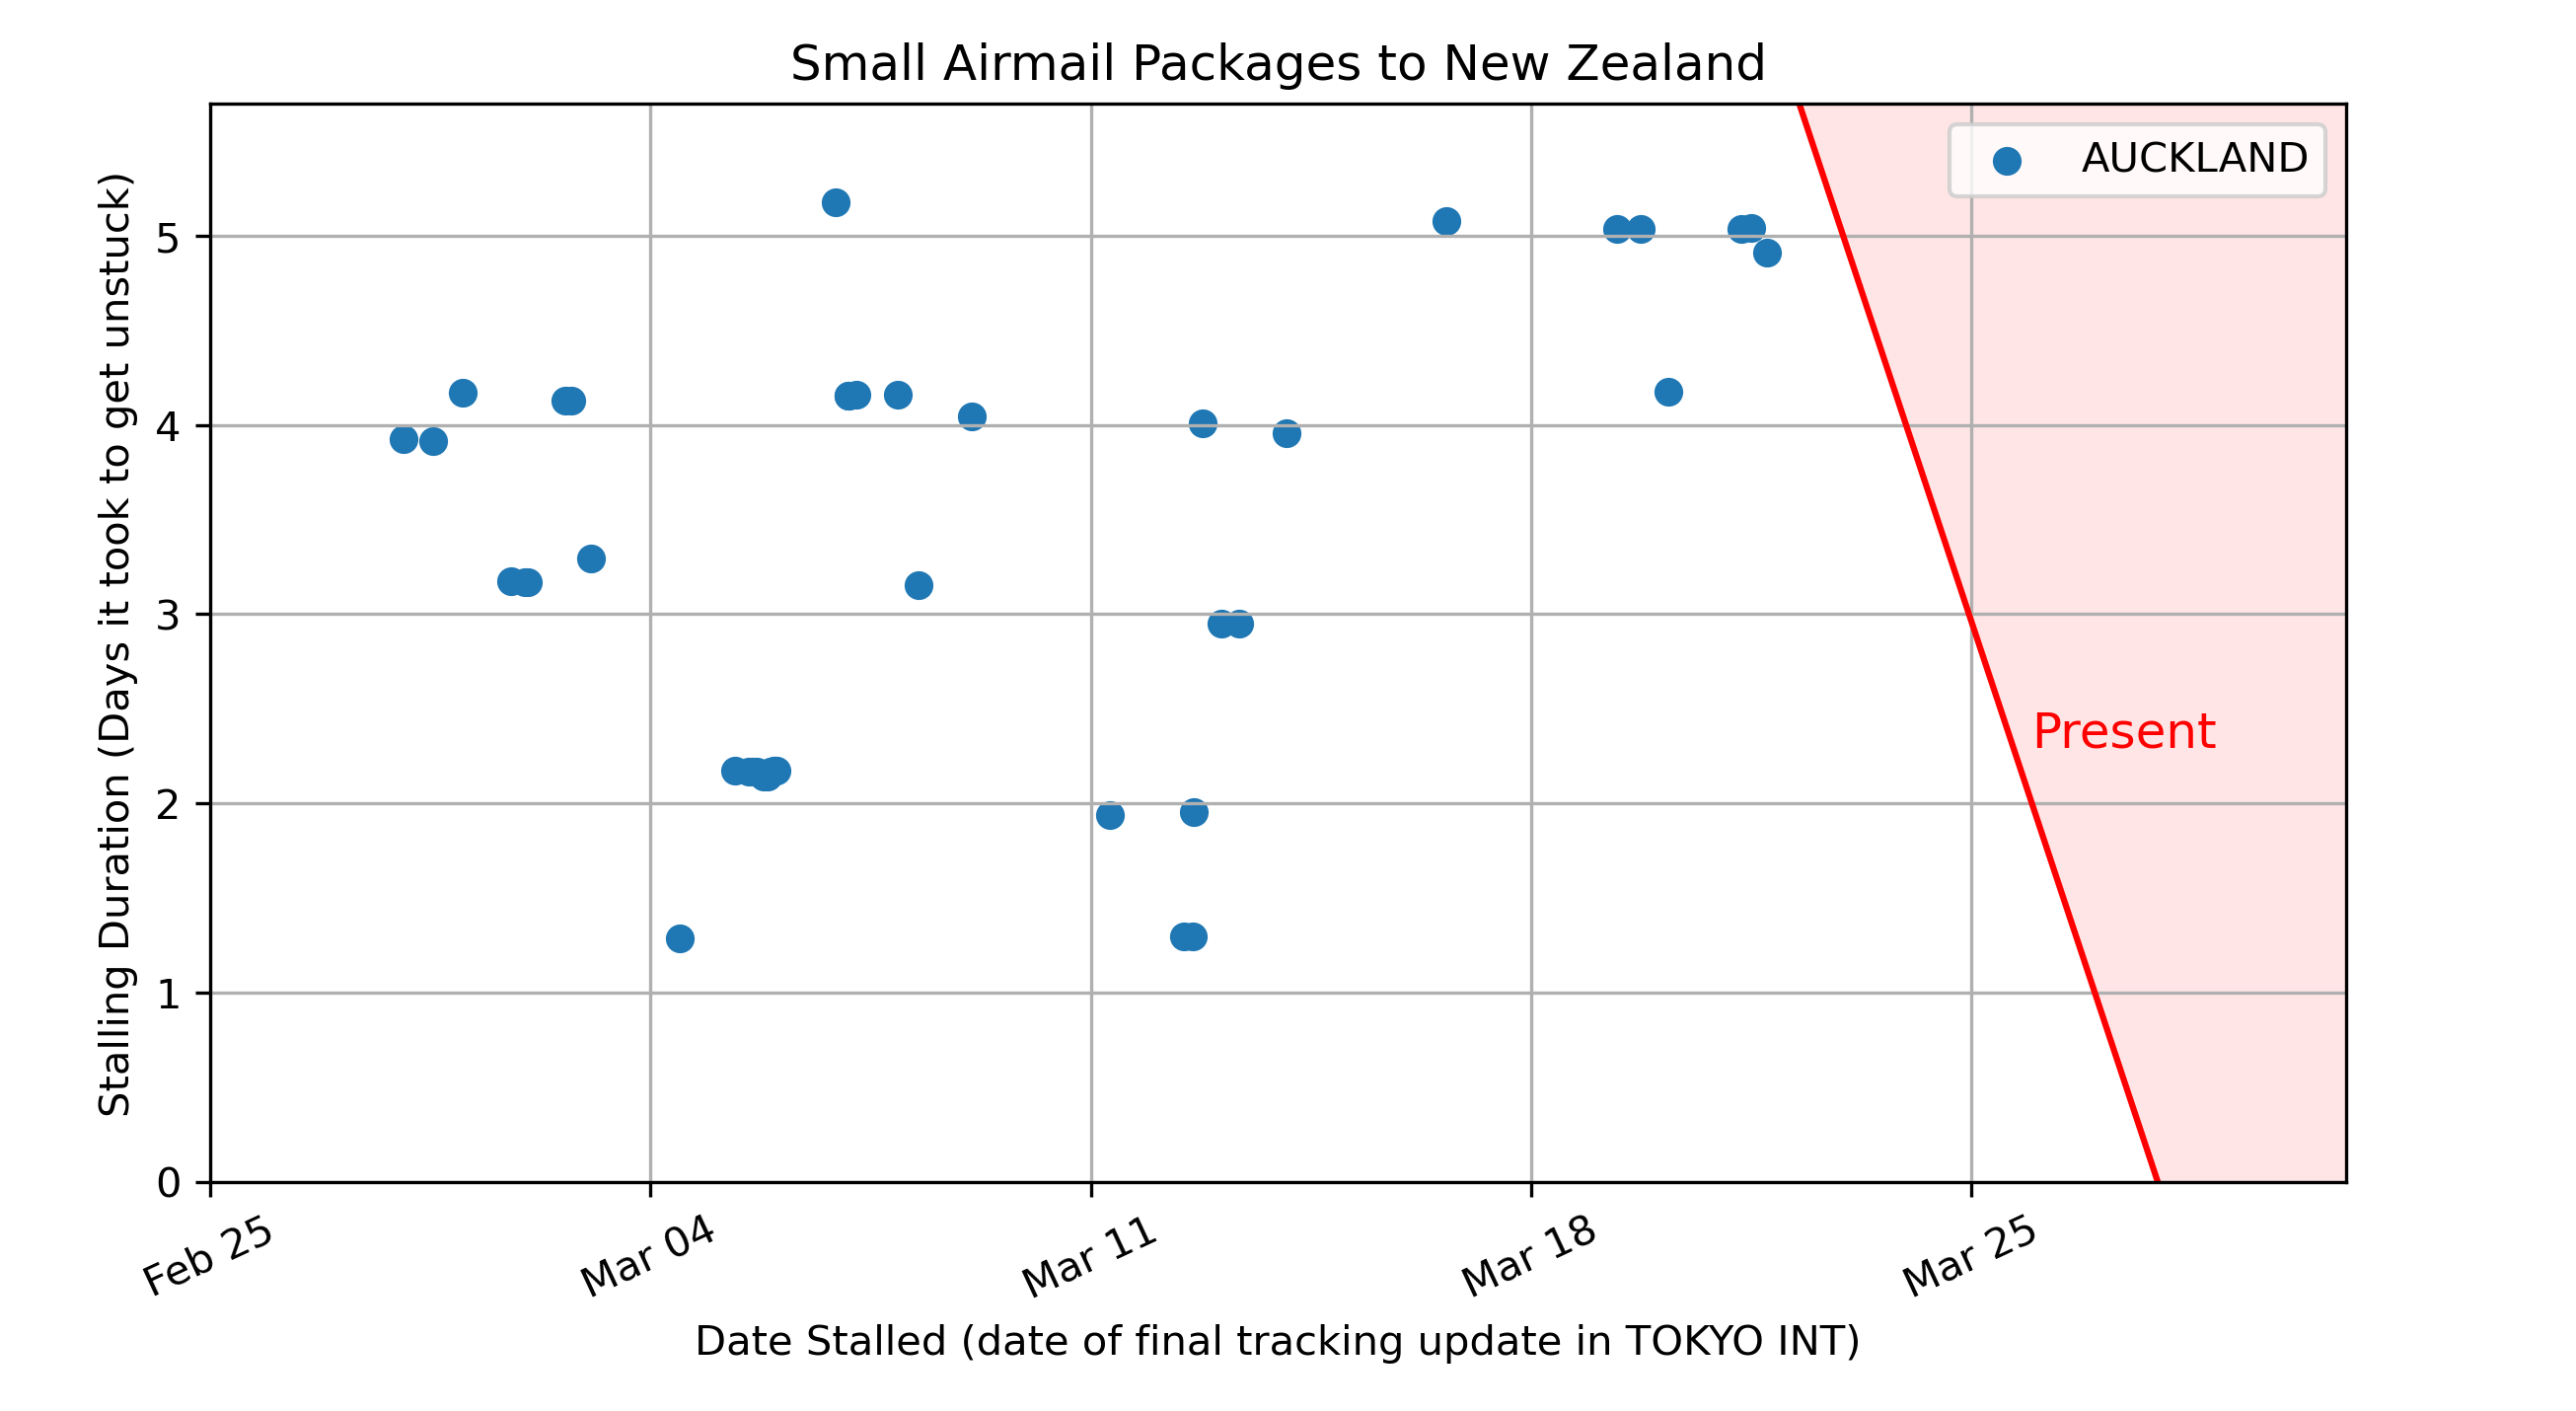 Small Airmail Packages to New Zealand
AUCKLAND
Stalling Duration (Days it took to get unstuck)
5
4
3
2
1
0
Present
Feb 25
Mar 04
Mar 11
Mar 18
Mar 25
Date Stalled (date of final tracking update in TOKYO INT)